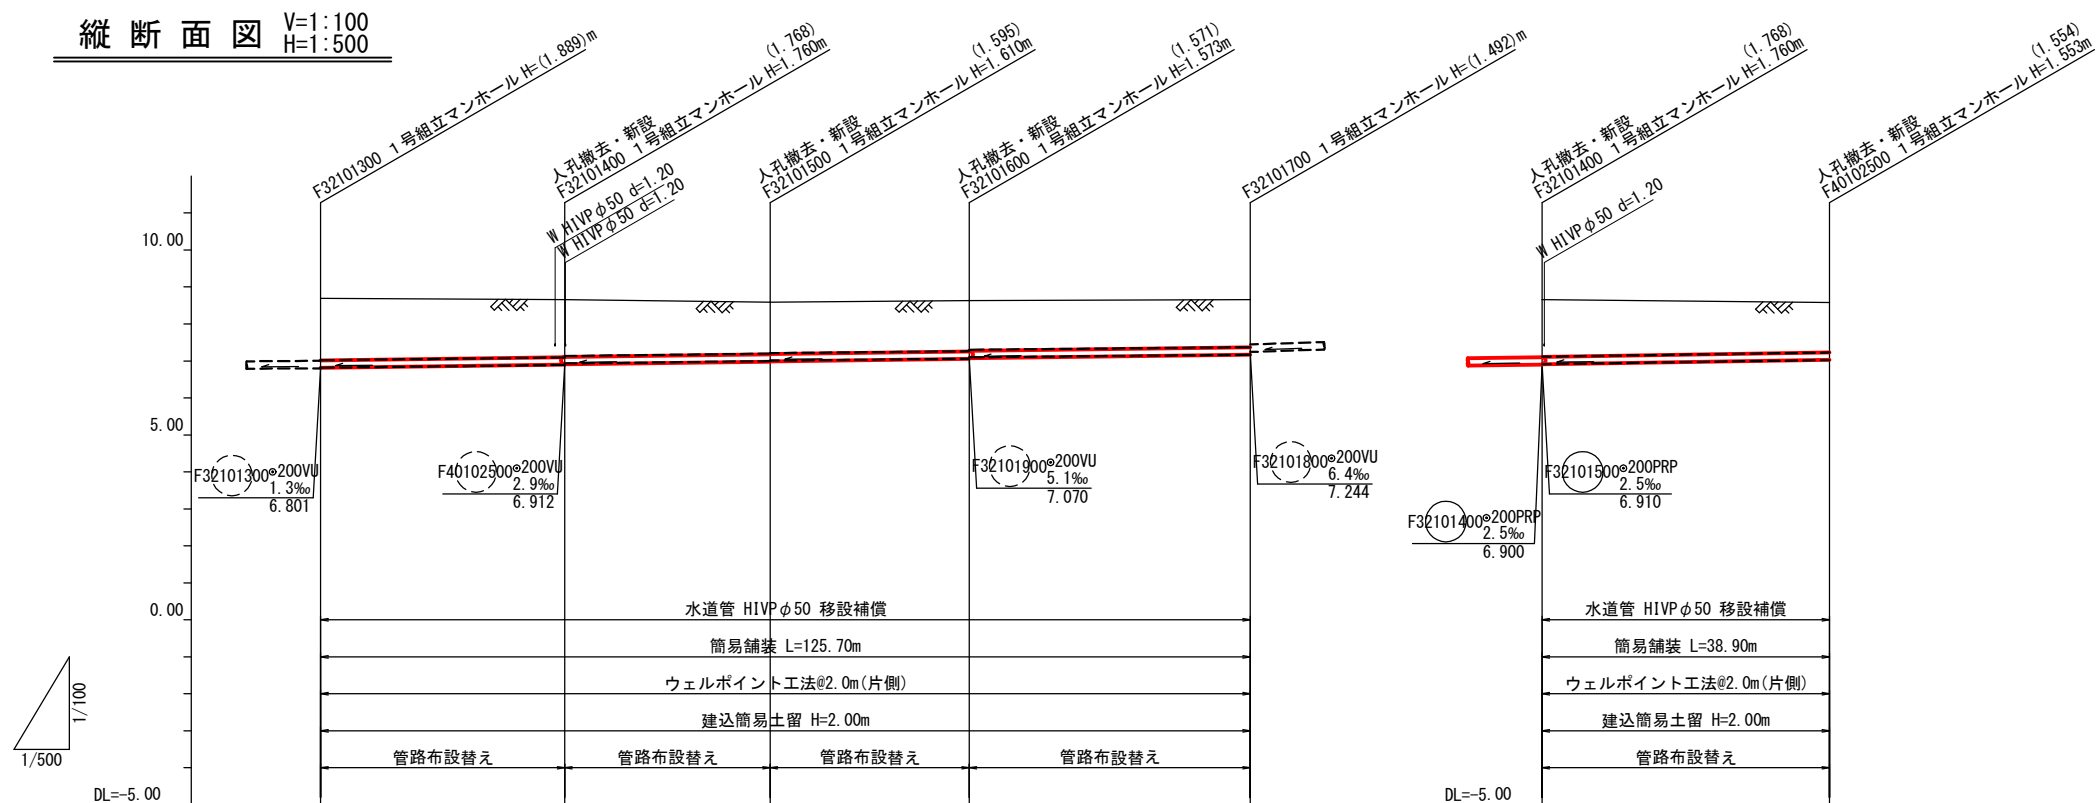 縦断面図 V=1:100
H=1:500
F32101300 1号組立マンホール H=(1.889)m
人孔撤去・新設 (1.768)
F32101400 1号組立マンホール H=1.760m
人孔撤去・新設 (1.595)
F32101500 1号組立マンホール H=1.610m
人孔撤去・新設 (1.571)
F32101600 1号組立マンホール H=1.573m
F32101700 1号組立マンホール H=(1.492)m
人孔撤去・新設 (1.768)
F32101400 1号組立マンホール H=1.760m
人孔撤去・新設 (1.554)
F40102500 1号組立マンホール H=1.553m
W HIVPφ50 d=1.20
W HIVPφ50 d=1.20
W HIVPφ50 d=1.20
10.00
5.00
0.00
DL=-5.00
DL=-5.00
F32101300 ⊙200VU
1.3‰
6.801
F40102500 ⊙200VU
2.9‰
6.912
F32101900 ⊙200VU
5.1‰
7.070
F32101800 ⊙200VU
6.4‰
7.244
F32101400 ⊙200PRP
2.5‰
6.900
F32101500 ⊙200PRP
2.5‰
6.910
水道管 HIVPφ50 移設補償
簡易舗装 L=125.70m
ウェルポイント工法@2.0m(片側)
建込簡易土留 H=2.00m
管路布設替え 管路布設替え 管路布設替え 管路布設替え
水道管 HIVPφ50 移設補償
簡易舗装 L=38.90m
ウェルポイント工法@2.0m(片側)
建込簡易土留 H=2.00m
管路布設替え
1/100
1/500